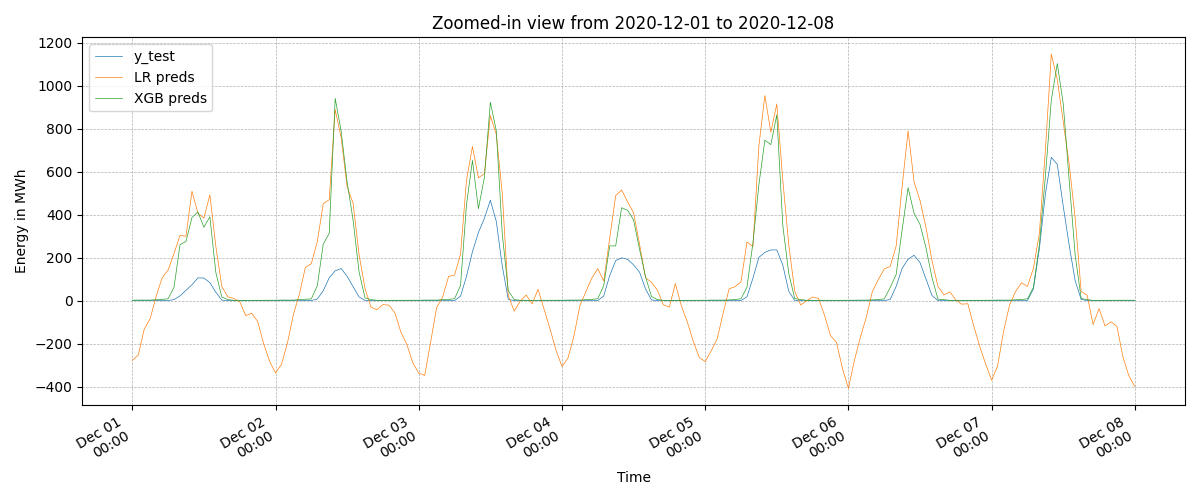 Zoomed-in view from 2020-12-01 to 2020-12-08
y_test
LR preds
XGB preds
Energy in MWh
1200
1000
800
600
400
200
0
−200
−400
Dec 01
00:00
Dec 02
00:00
Dec 03
00:00
Dec 04
00:00
Dec 05
00:00
Dec 06
00:00
Dec 07
00:00
Dec 08
00:00
Time